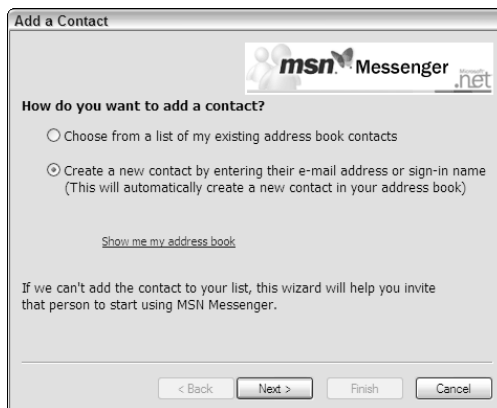 Add a Contact
msn Messenger
Microsoft
.net
How do you want to add a contact?
Choose from a list of my existing address book contacts
Create a new contact by entering their e-mail address or sign-in name
(This will automatically create a new contact in your address book)
Show me my address book
If we can't add the contact to your list, this wizard will help you invite
that person to start using MSN Messenger.
< Back Next > Finish Cancel